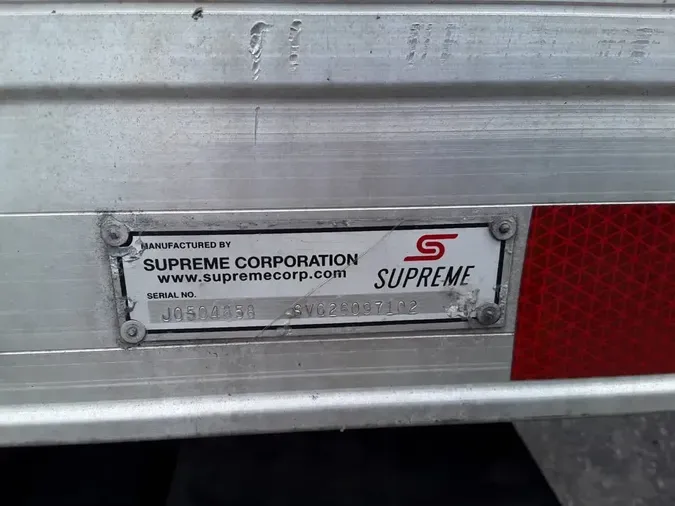 MANUFACTURED BY
SUPREME CORPORATION
www.supremecorp.com
SUPREME
SERIAL NO.